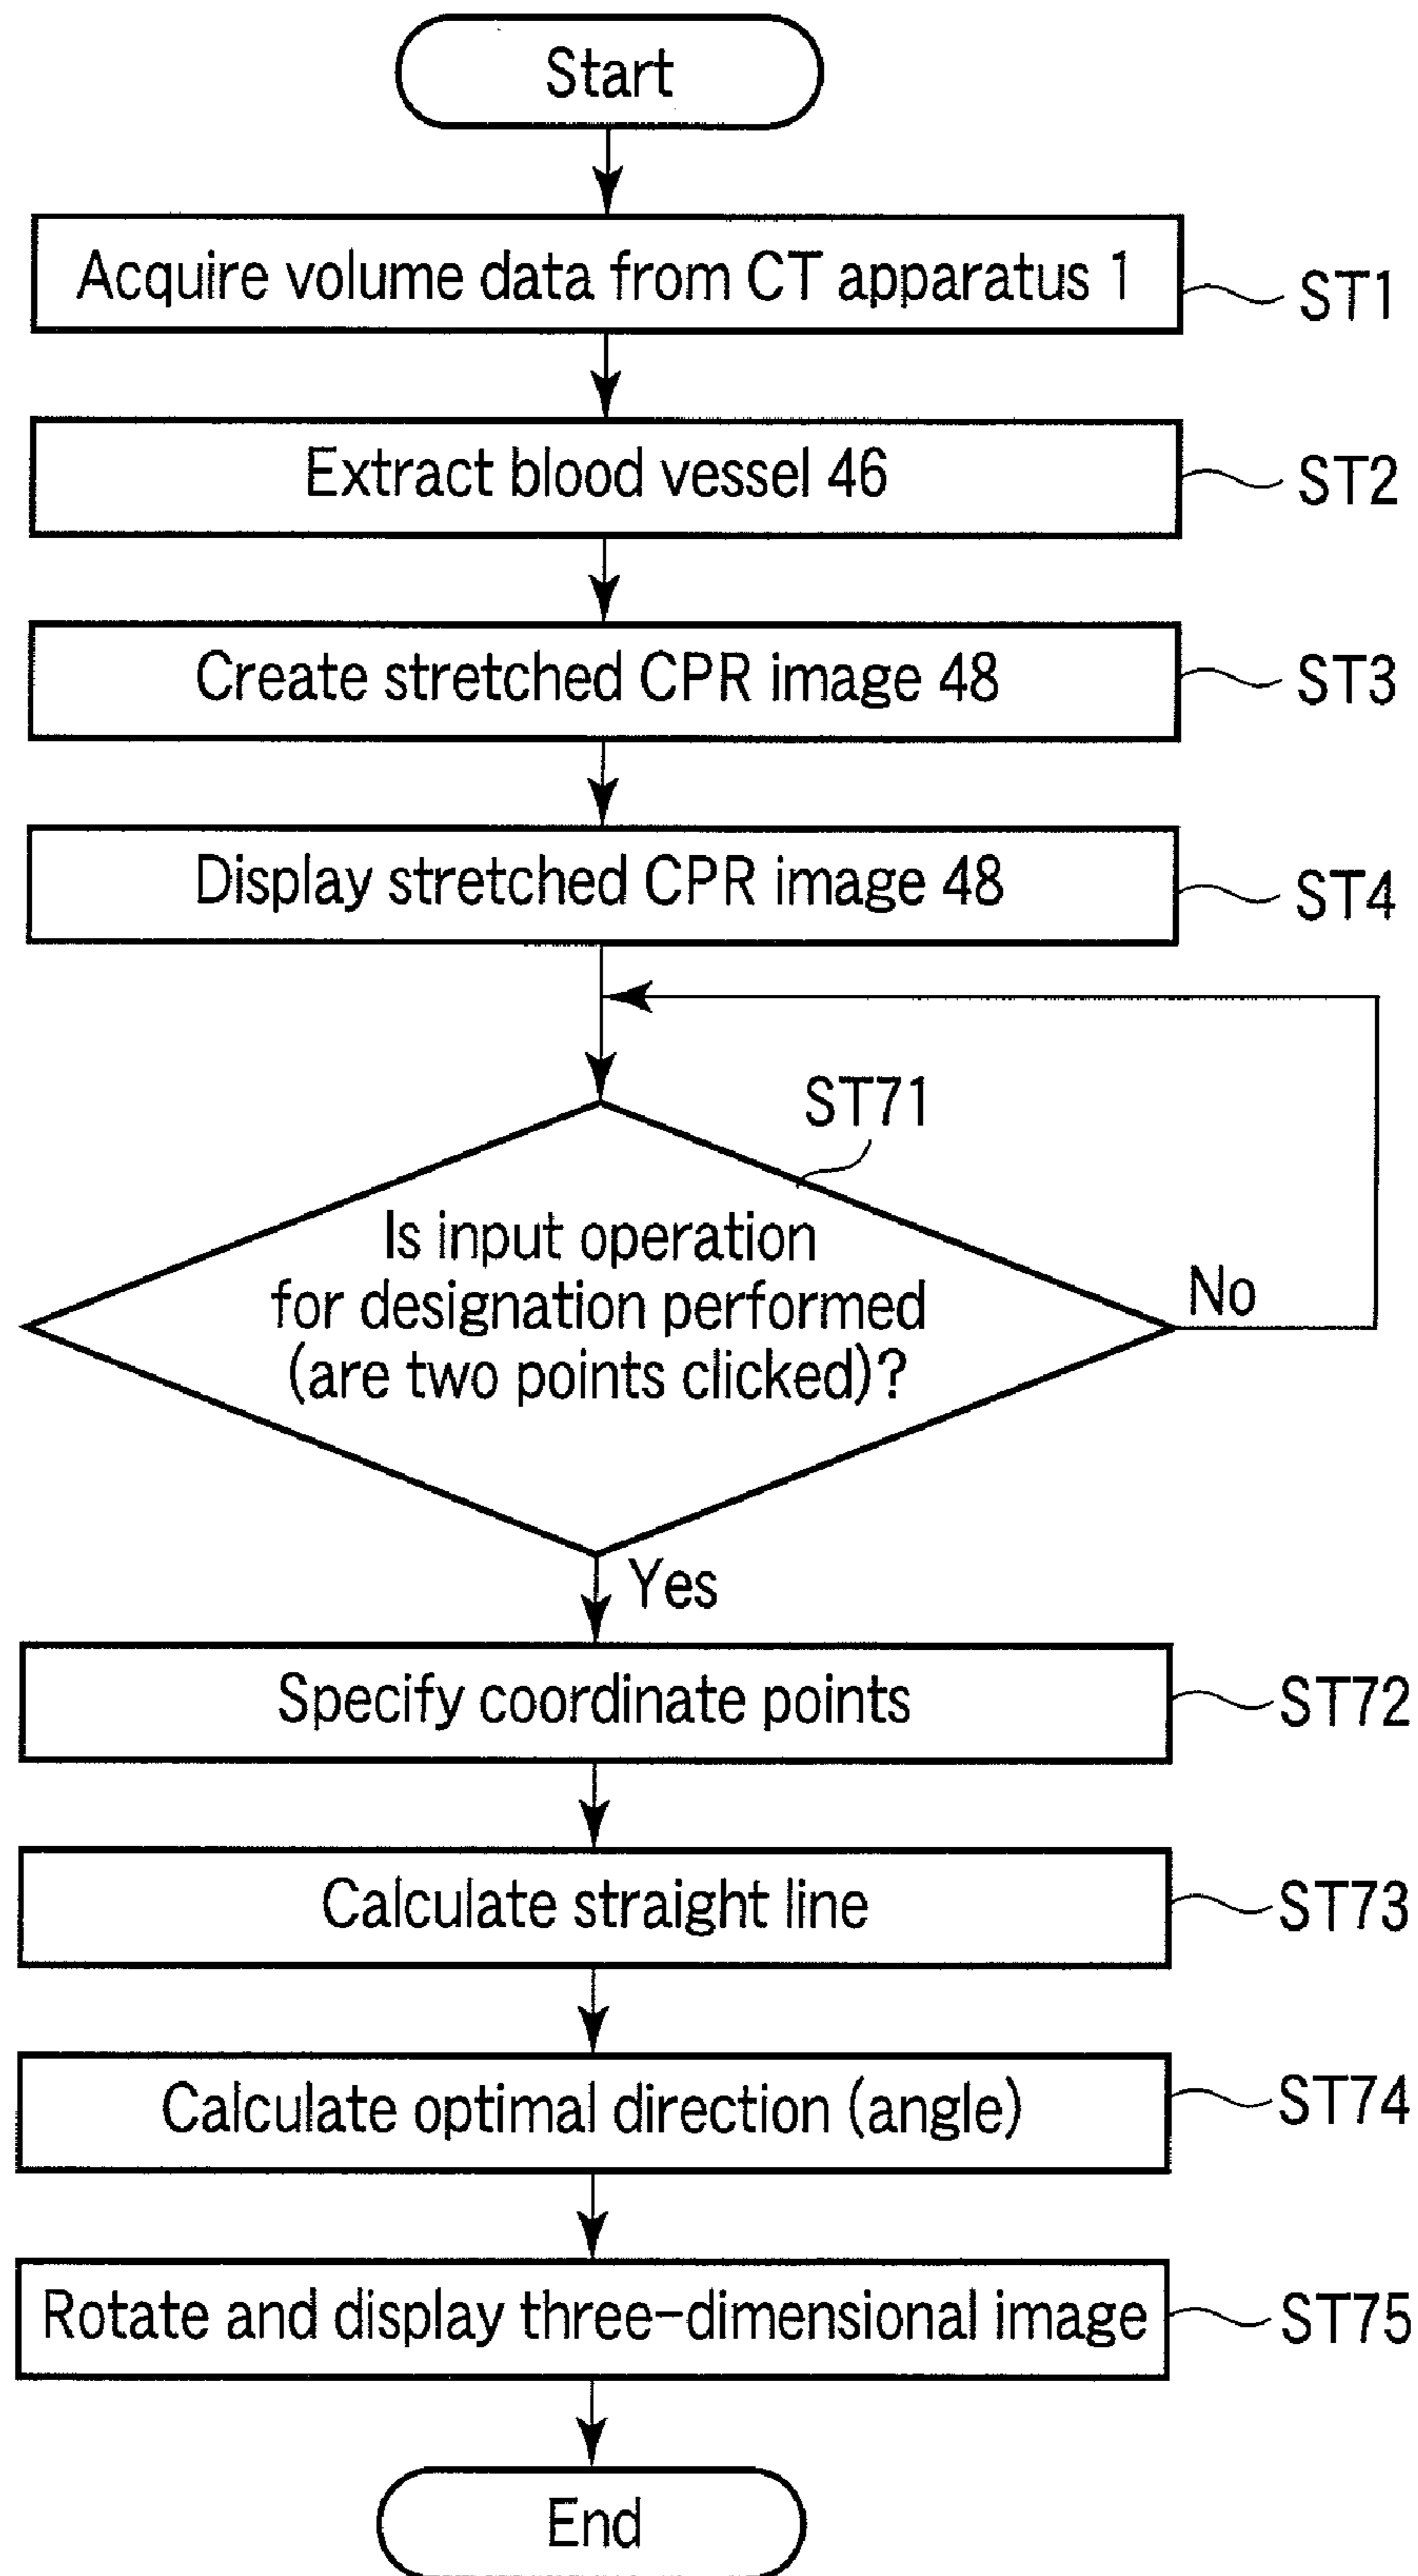 Start
Acquire volume data from CT apparatus 1
ST1
Extract blood vessel 46
ST2
Create stretched CPR image 48
ST3
Display stretched CPR image 48
ST4
ST71
Is input operation
for designation performed
(are two points clicked)?
No
Yes
Specify coordinate points
ST72
Calculate straight line
ST73
Calculate optimal direction (angle)
ST74
Rotate and display three-dimensional image
ST75
End